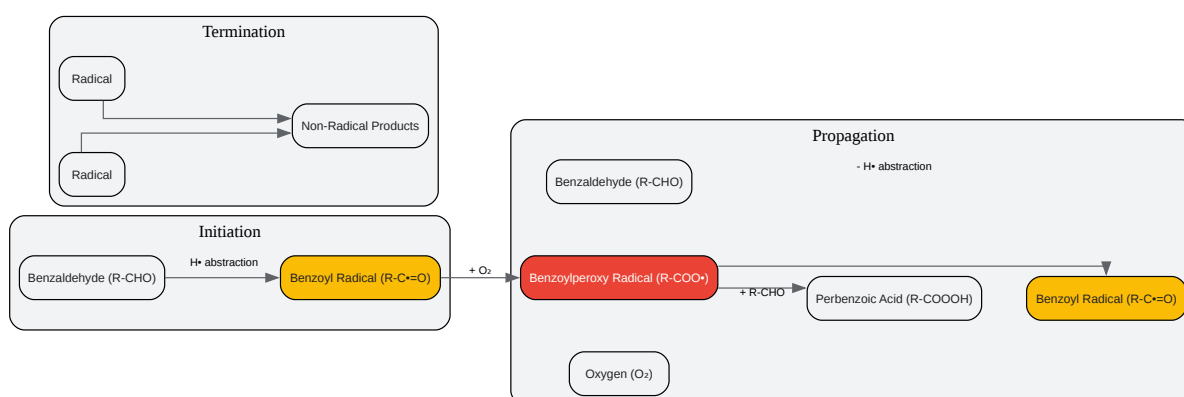 Termination
Radical
Non-Radical Products
Radical
Initiation
Benzaldehyde (R-CHO)
H• abstraction
Benzoyl Radical (R-C•=O)
+ O₂
Propagation
- H• abstraction
Benzaldehyde (R-CHO)
Benzoylperoxy Radical (R-COO•)
+ R-CHO
Perbenzoic Acid (R-COOOH)
Benzoyl Radical (R-C•=O)
Oxygen (O₂)